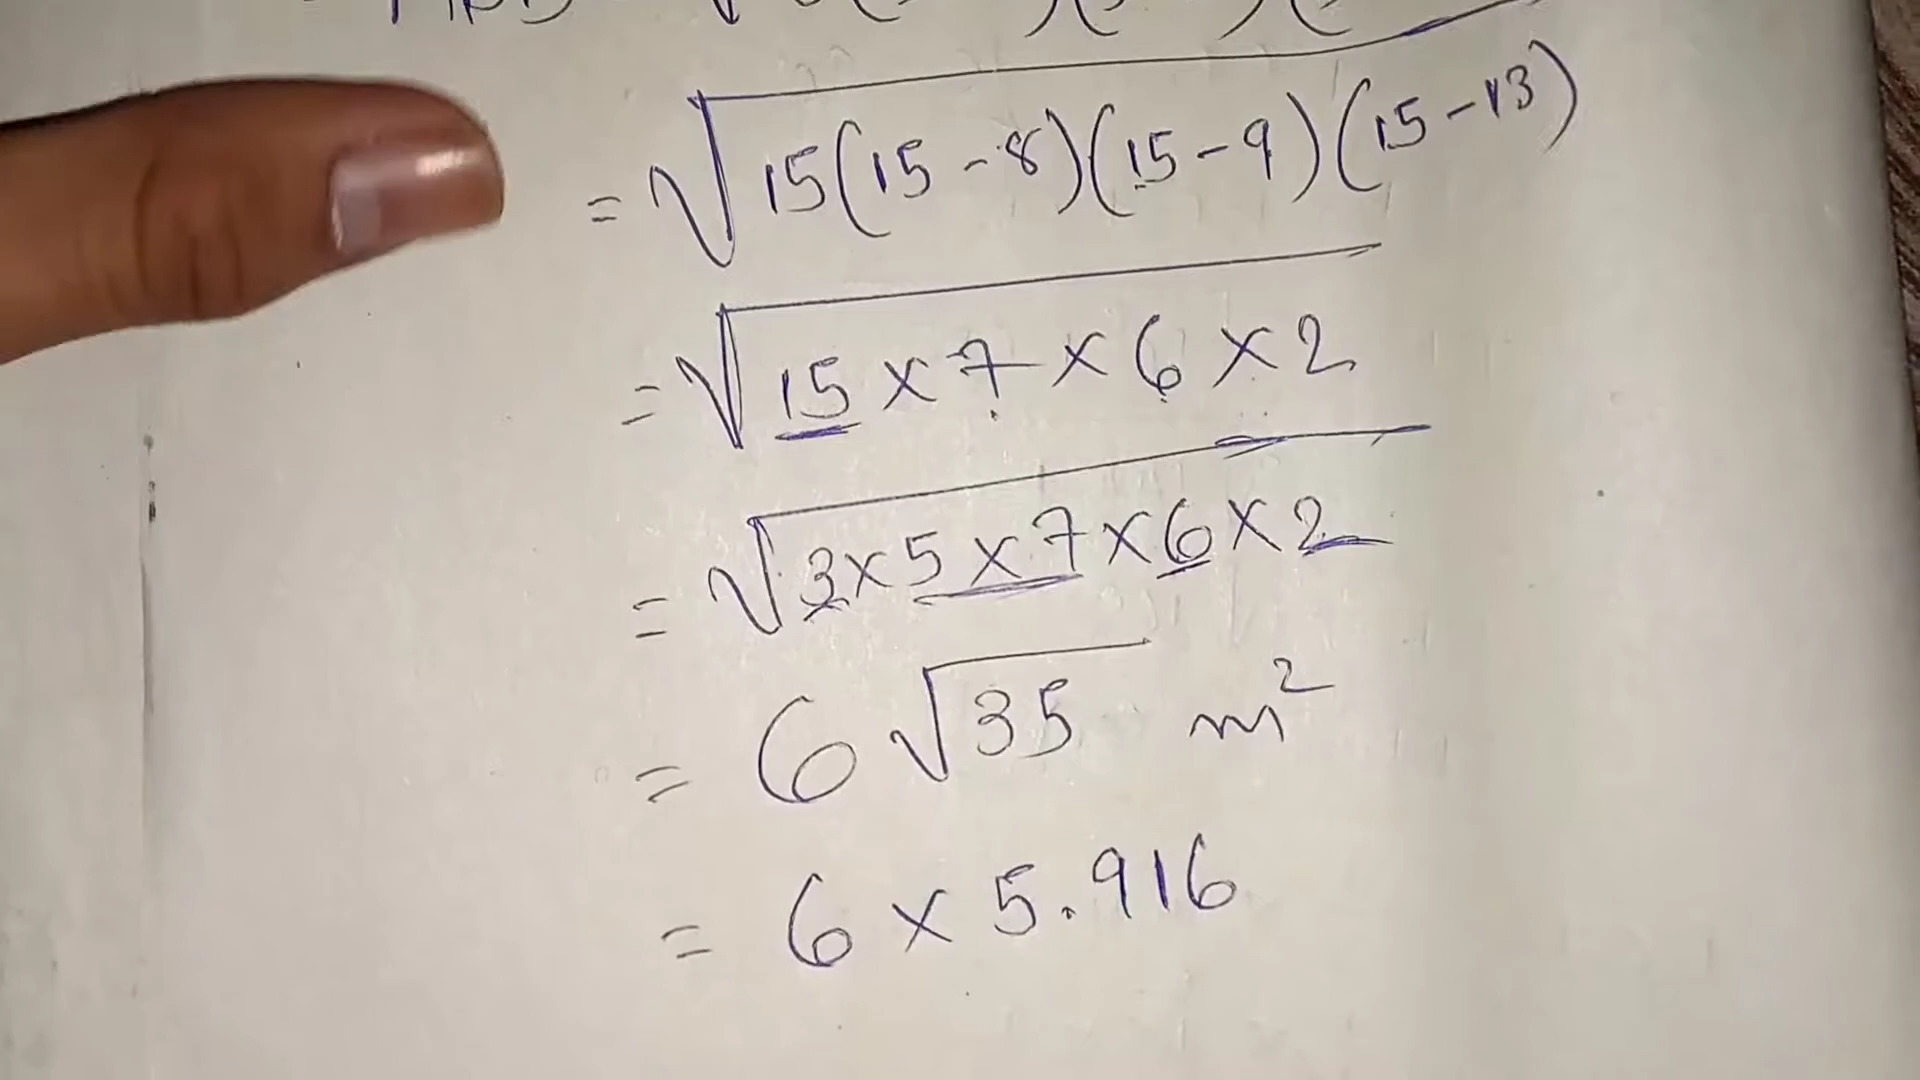 = √15(15-8)(15-9)(15-13)
= √15×7×6×2
= √3×5×7×6×2
= 6√35 m²
= 6×5.916